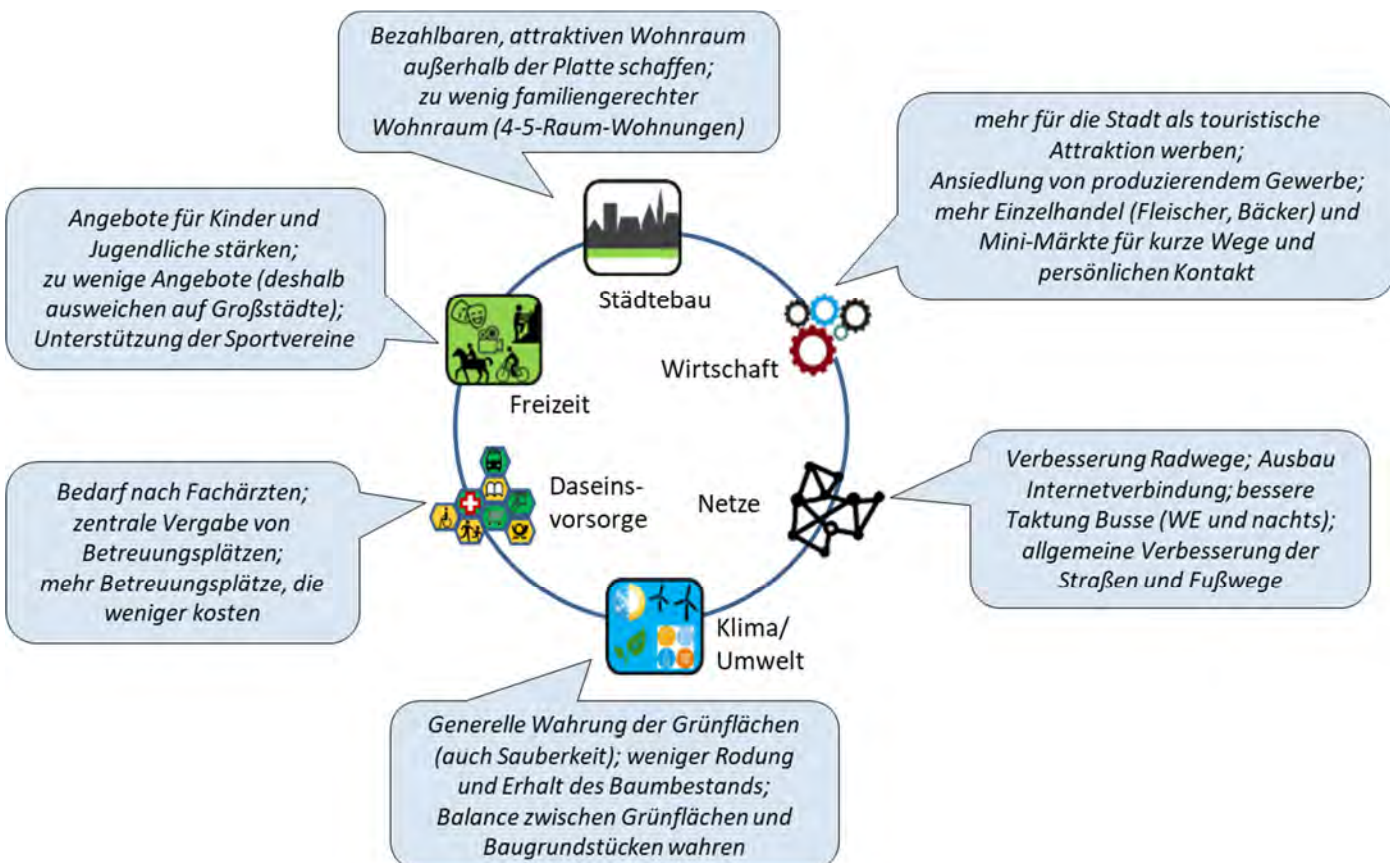 Bezahlbaren, attraktiven Wohnraum
außerhalb der Platte schaffen;
zu wenig familiengerechter
Wohnraum (4-5-Raum-Wohnungen)
mehr für die Stadt als touristische
Attraktion werben;
Ansiedlung von produzierendem Gewerbe;
mehr Einzelhandel (Fleischer, Bäcker) und
Mini-Märkte für kurze Wege und
persönlichen Kontakt
Angebote für Kinder und
Jugendliche stärken;
zu wenige Angebote (deshalb
ausweichen auf Großstädte);
Unterstützung der Sportvereine
Städtebau
Wirtschaft
Freizeit
Bedarf nach Fachärzten;
zentrale Vergabe von
Betreuungsplätzen;
mehr Betreuungsplätze, die
weniger kosten
Daseins-
vorsorge
Netze
Verbesserung Radwege; Ausbau
Internetverbindung; bessere
Taktung Busse (WE und nachts);
allgemeine Verbesserung der
Straßen und Fußwege
Klima/
Umwelt
Generelle Wahrung der Grünflächen
(auch Sauberkeit); weniger Rodung
und Erhalt des Baumbestands;
Balance zwischen Grünflächen und
Baugrundstücken wahren